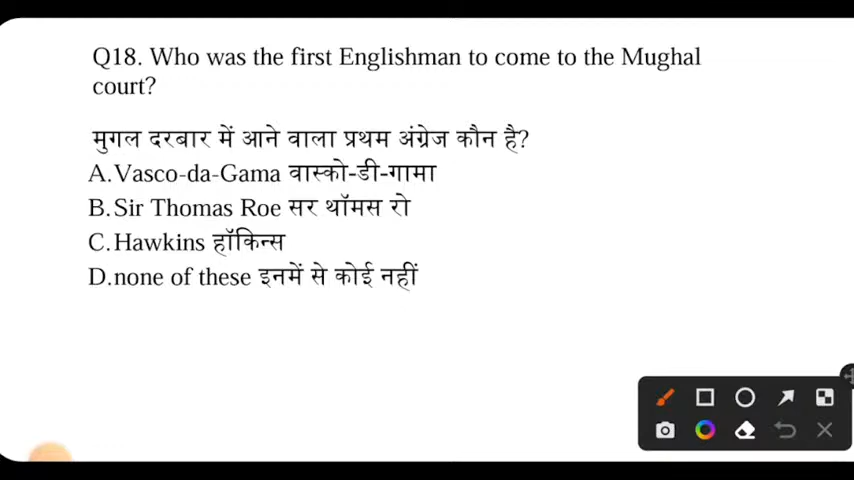 Q18. Who was the first Englishman to come to the Mughal
court?
मुगल दरबार में आने वाला प्रथम अंग्रेज कौन है?
A.Vasco-da-Gama वास्को-डी-गामा
B.Sir Thomas Roe सर थॉमस रो
C.Hawkins हॉकिन्स
D.none of these इनमें से कोई नहीं